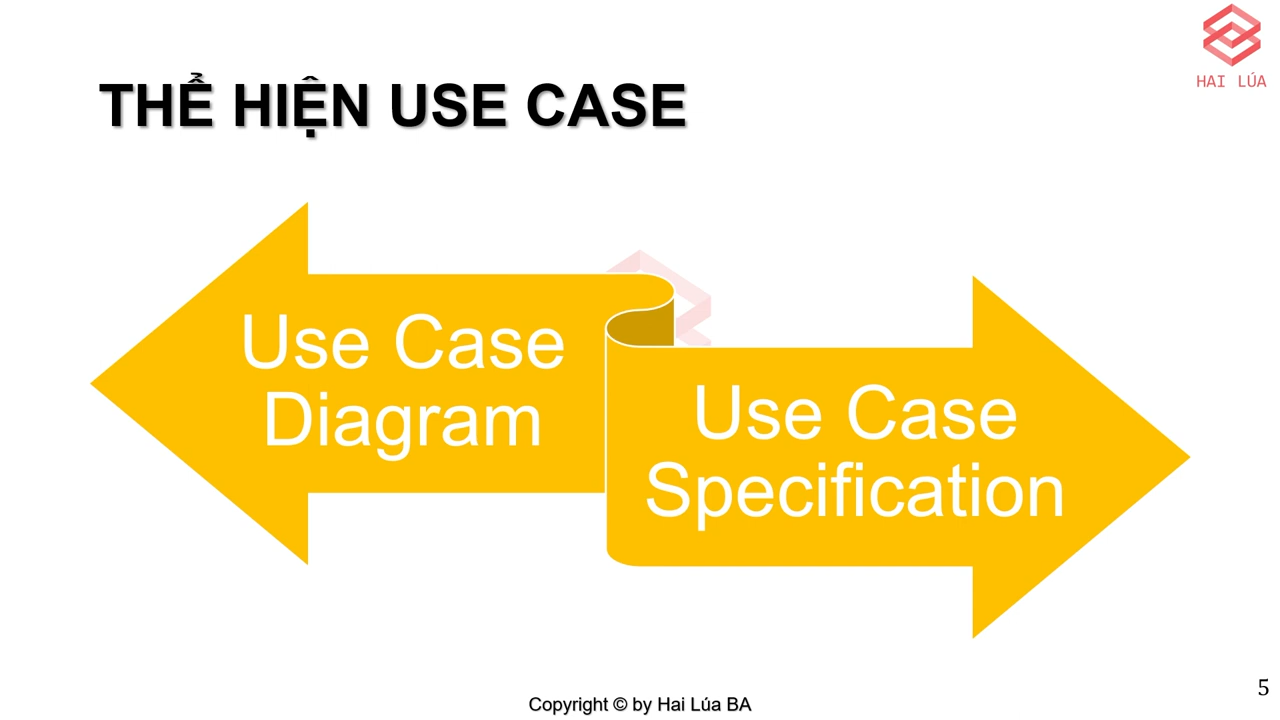 HAI LÚA
THỂ HIỆN USE CASE
Use Case
Diagram
Use Case
Specification
Copyright © by Hai Lúa BA
5